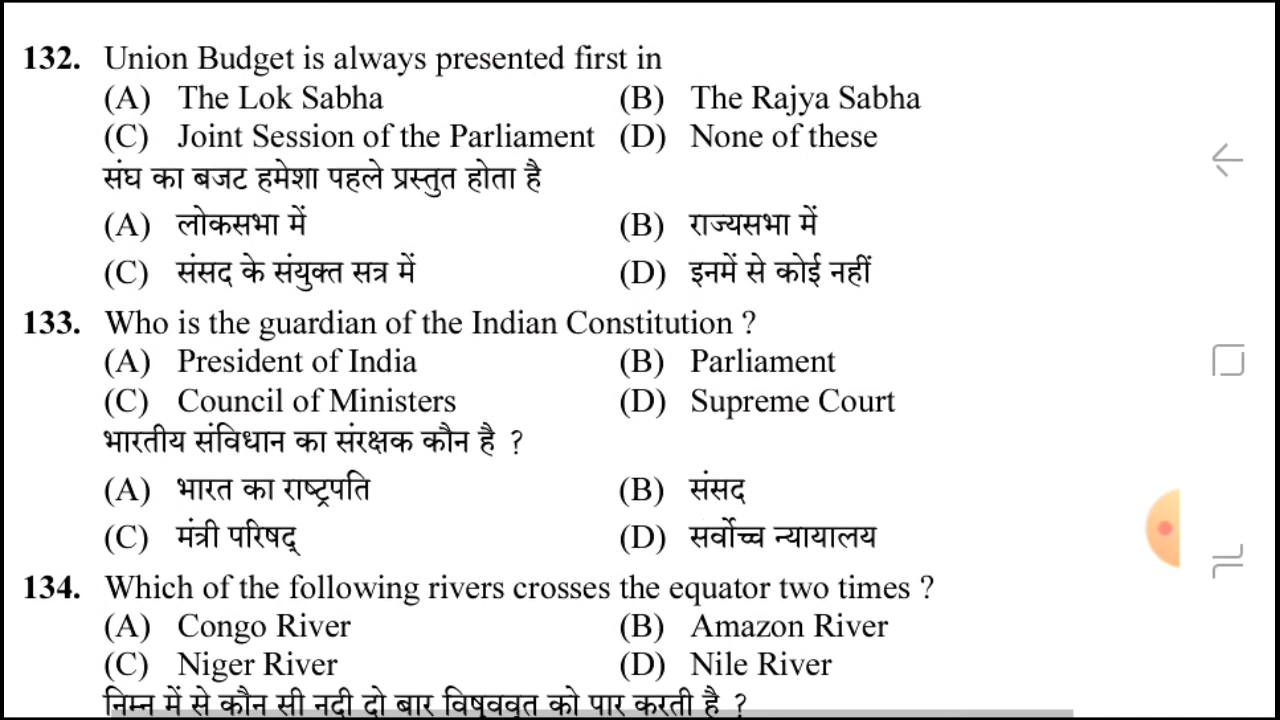 132. Union Budget is always presented first in
(A) The Lok Sabha (B) The Rajya Sabha
(C) Joint Session of the Parliament (D) None of these
संघ का बजट हमेशा पहले प्रस्तुत होता है
(A) लोकसभा में (B) राज्यसभा में
(C) संसद के संयुक्त सत्र में (D) इनमें से कोई नहीं
133. Who is the guardian of the Indian Constitution ?
(A) President of India (B) Parliament
(C) Council of Ministers (D) Supreme Court
भारतीय संविधान का संरक्षक कौन है ?
(A) भारत का राष्ट्रपति (B) संसद
(C) मंत्री परिषद् (D) सर्वोच्च न्यायालय
134. Which of the following rivers crosses the equator two times ?
(A) Congo River (B) Amazon River
(C) Niger River (D) Nile River
निम्न में से कौन सी नदी दो बार विषुववृत को पार करती है ?